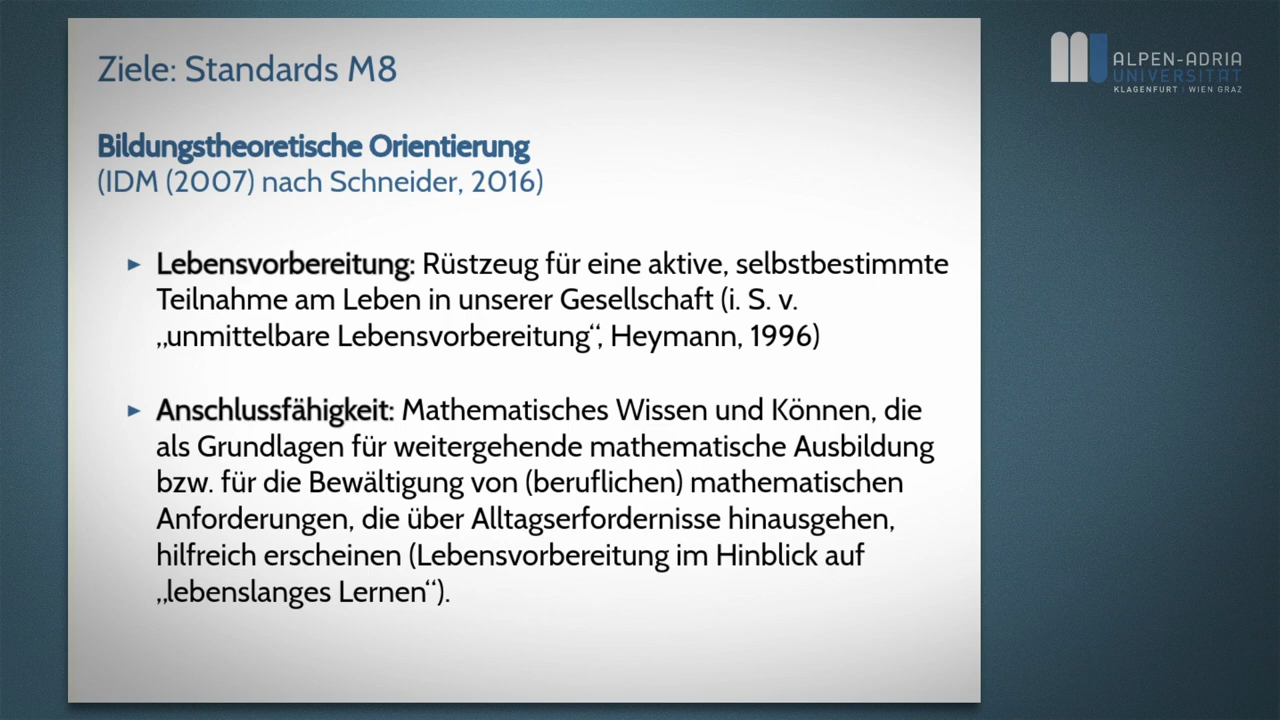 Ziele: Standards M8
Bildungstheoretische Orientierung
(IDM (2007) nach Schneider, 2016)
► Lebensvorbereitung: Rüstzeug für eine aktive, selbstbestimmte
Teilnahme am Leben in unserer Gesellschaft (i. S. v.
„unmittelbare Lebensvorbereitung“, Heymann, 1996)
► Anschlussfähigkeit: Mathematisches Wissen und Können, die
als Grundlagen für weitergehende mathematische Ausbildung
bzw. für die Bewältigung von (beruflichen) mathematischen
Anforderungen, die über Alltagserfordernisse hinausgehen,
hilfreich erscheinen (Lebensvorbereitung im Hinblick auf
„lebenslanges Lernen“).
ALPEN-ADRIA
UNIVERSITÄT
KLAGENFURT | WIEN GRAZ